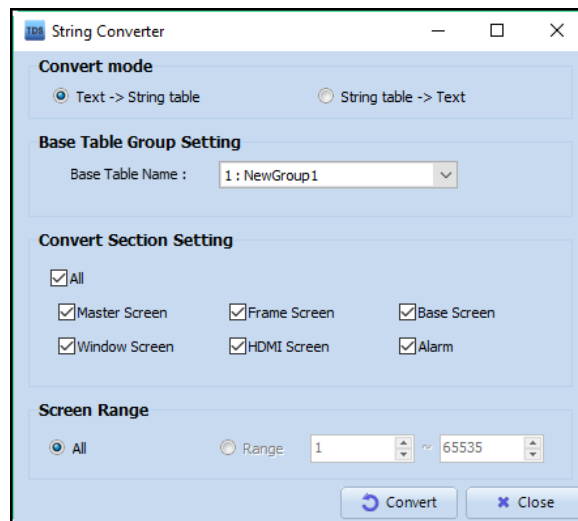 TDS String Converter
Convert mode
Text -> String table String table -> Text
Base Table Group Setting
Base Table Name : 1 : NewGroup1
Convert Section Setting
All
Master Screen Frame Screen Base Screen
Window Screen HDMI Screen Alarm
Screen Range
All Range 1 ~ 65535
Convert Close